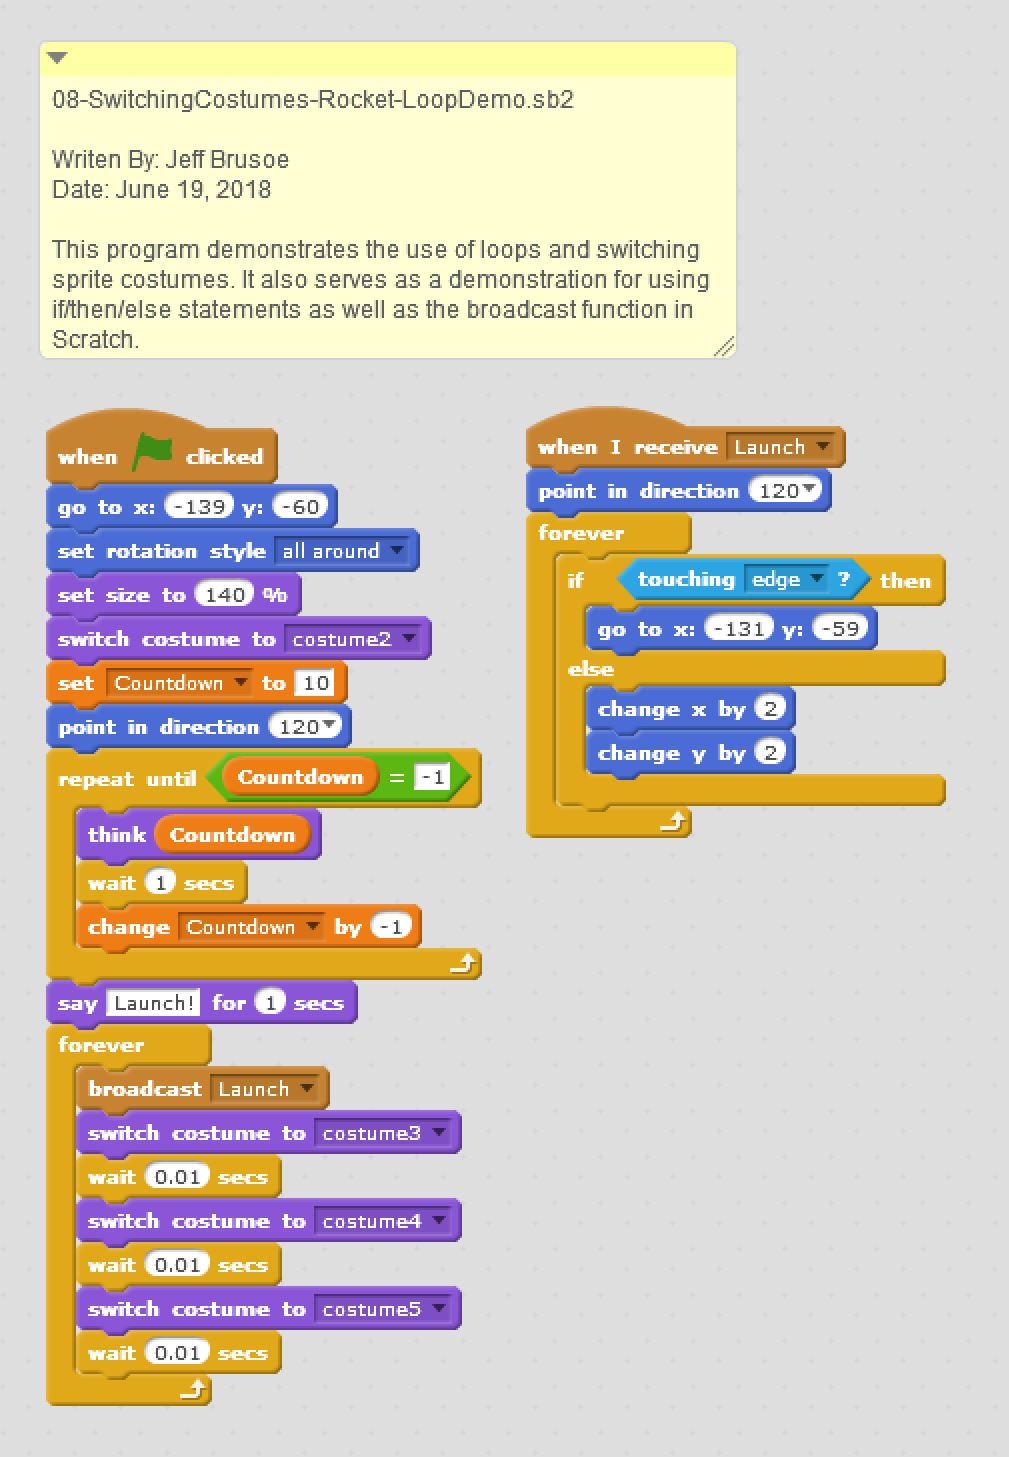 08-SwitchingCostumes-Rocket-LoopDemo.sb2
Writen By: Jeff Brusoe
Date: June 19, 2018
This program demonstrates the use of loops and switching
sprite costumes. It also serves as a demonstration for using
if/then/else statements as well as the broadcast function in
Scratch.
when clicked
go to x: -139 y: -60
set rotation style all around
set size to 140 %
switch costume to costume2
set Countdown to 10
point in direction 120
repeat until Countdown = -1
think Countdown
wait 1 secs
change Countdown by -1
say Launch! for 1 secs
forever
broadcast Launch
switch costume to costume3
wait 0.01 secs
switch costume to costume4
wait 0.01 secs
switch costume to costume5
wait 0.01 secs
when I receive Launch
point in direction 120
forever
if touching edge ? then
go to x: -131 y: -59
else
change x by 2
change y by 2